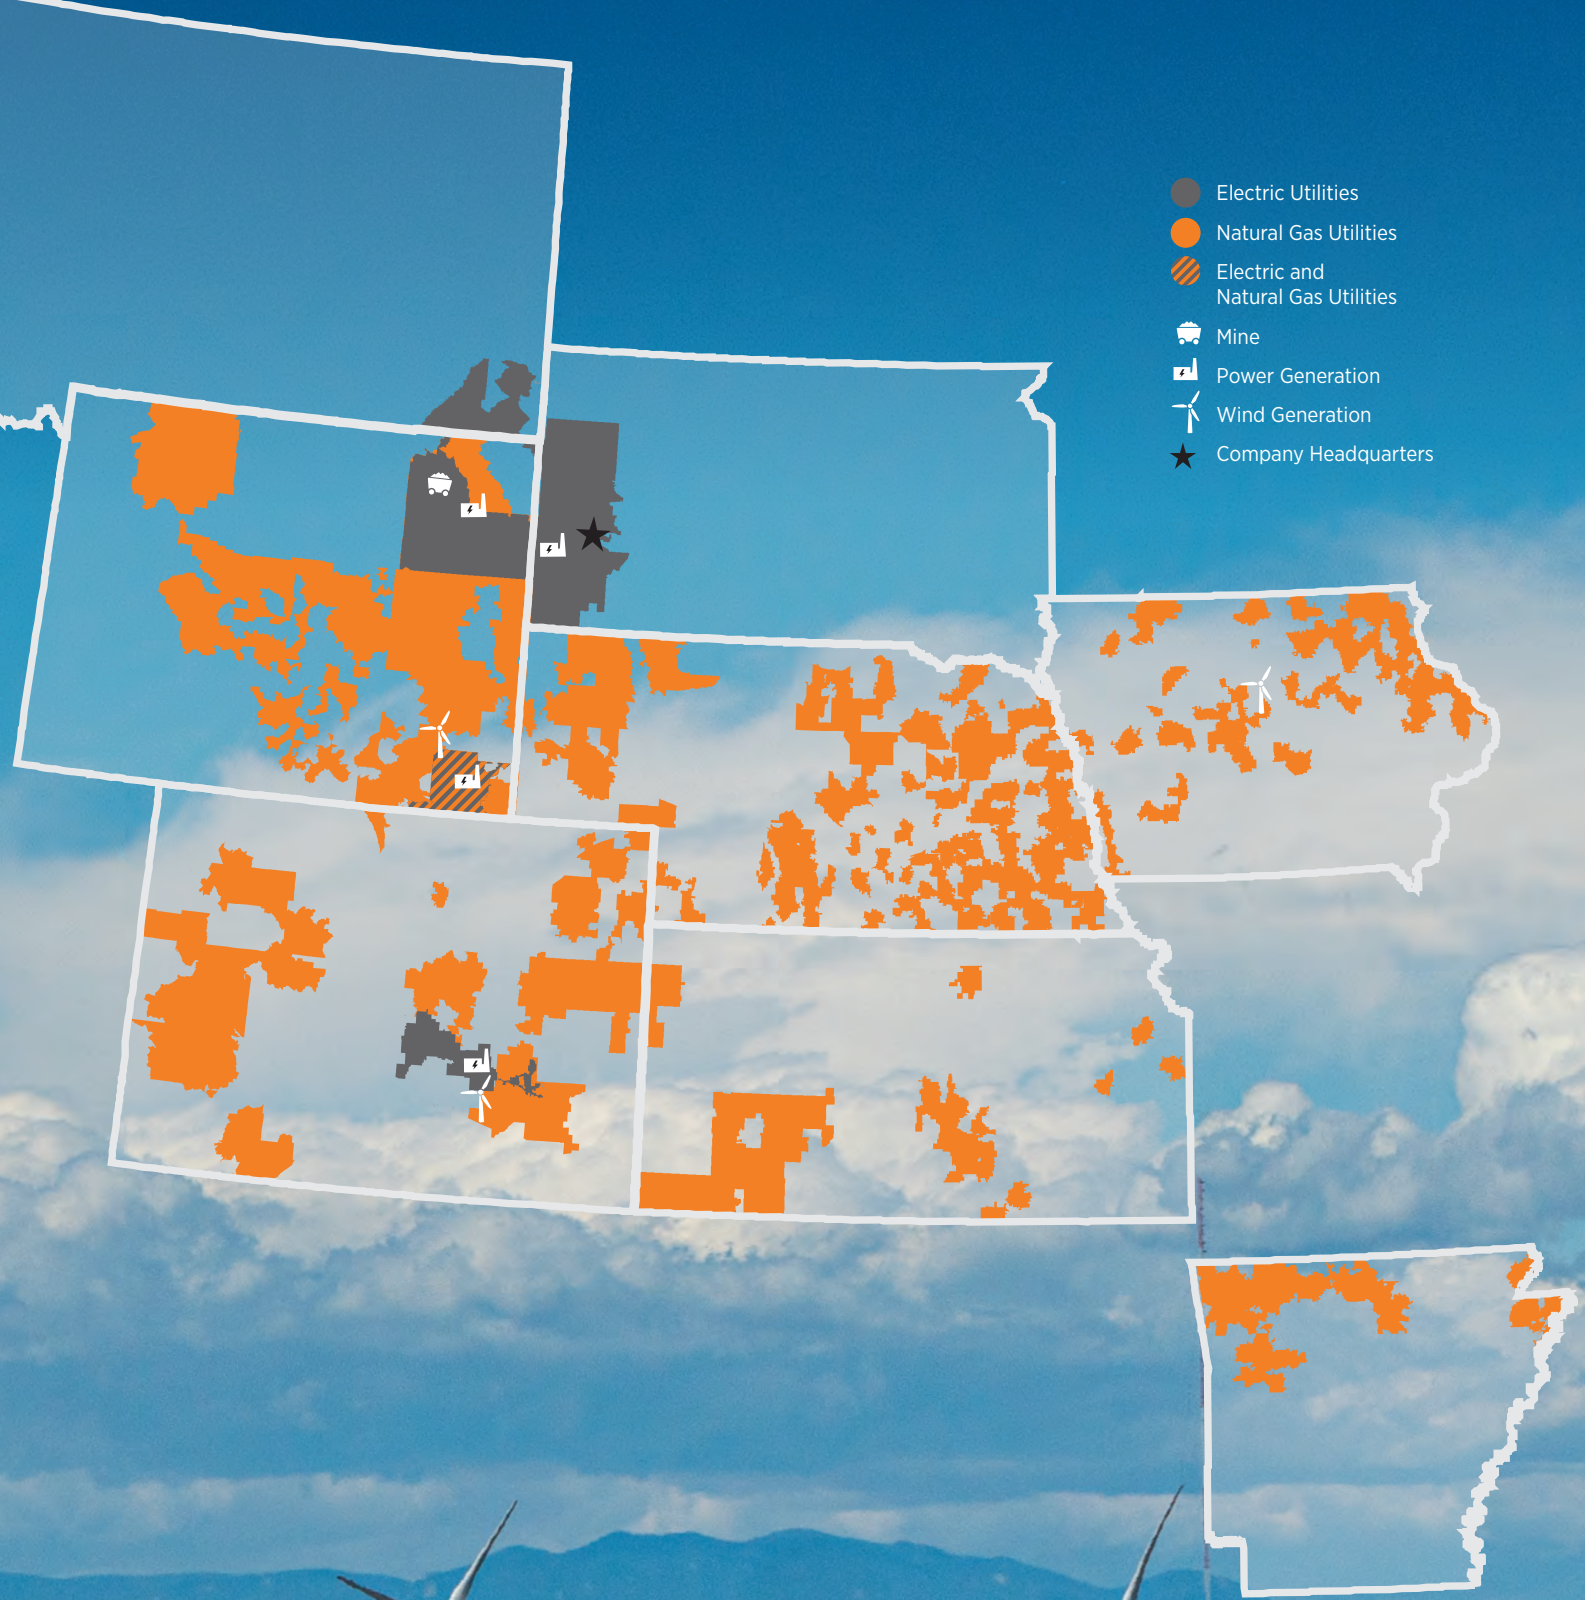 Electric Utilities
Natural Gas Utilities
Electric and
Natural Gas Utilities
Mine
Power Generation
Wind Generation
Company Headquarters